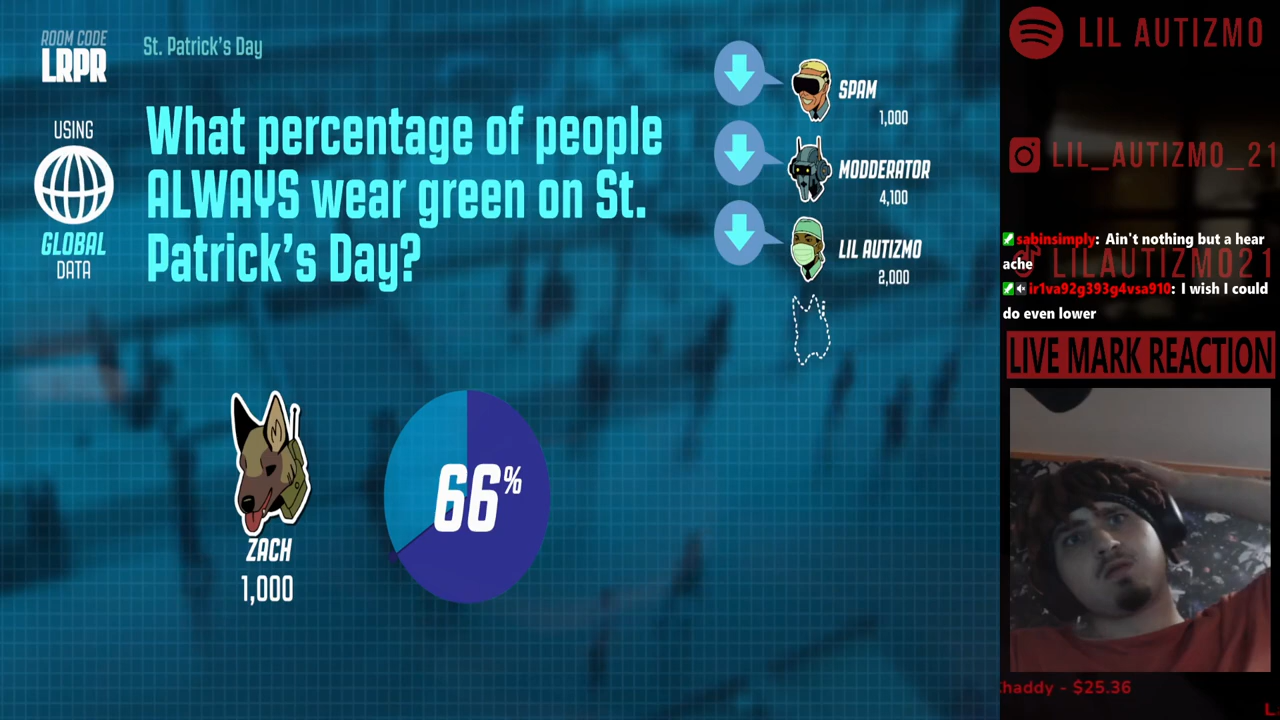 ROOM CODE
LRPR
St. Patrick's Day
USING
GLOBAL
DATA
What percentage of people
ALWAYS wear green on St.
Patrick's Day?
SPAM
1,000
MODDERATOR
4,100
LIL AUTIZMO
2,000
ZACH
1,000
66%
LIL AUTIZMO
LIL_AUTIZMO_21
LILAUTIZMO21
sabinsimply: Ain't nothing but a hear
ache
ir1va92g393g4vsa910: I wish I could
do even lower
LIVE MARK REACTION
haddy - $25.36
L